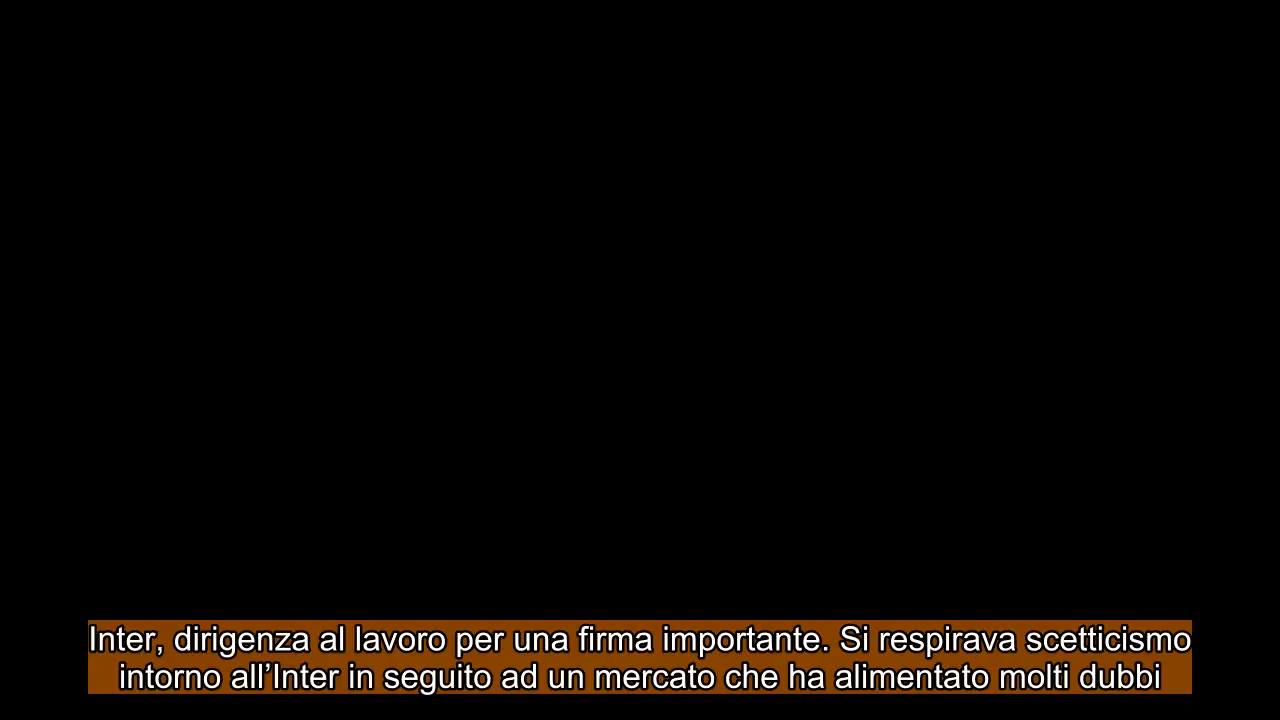 Inter, dirigenza al lavoro per una firma importante. Si respirava scetticismo
intorno all’Inter in seguito ad un mercato che ha alimentato molti dubbi